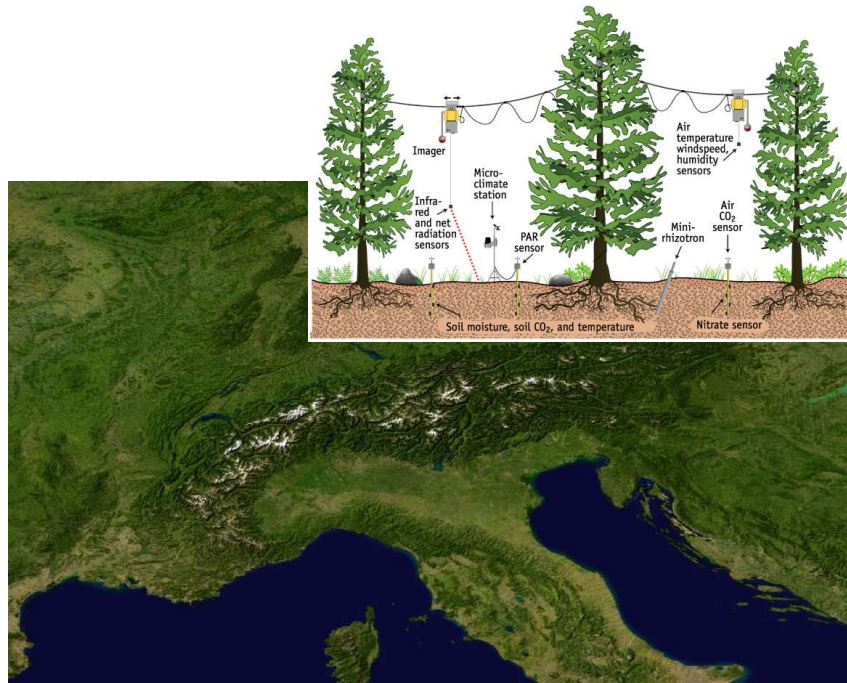 Imager
Infra-
red
and net
radiation
sensors
Micro-
climate
station
PAR
sensor
Air
temperature
windspeed,
humidity
sensors
Mini-
rhizotron
Air
CO₂
sensor
Soil moisture, soil CO₂, and temperature
Nitrate sensor